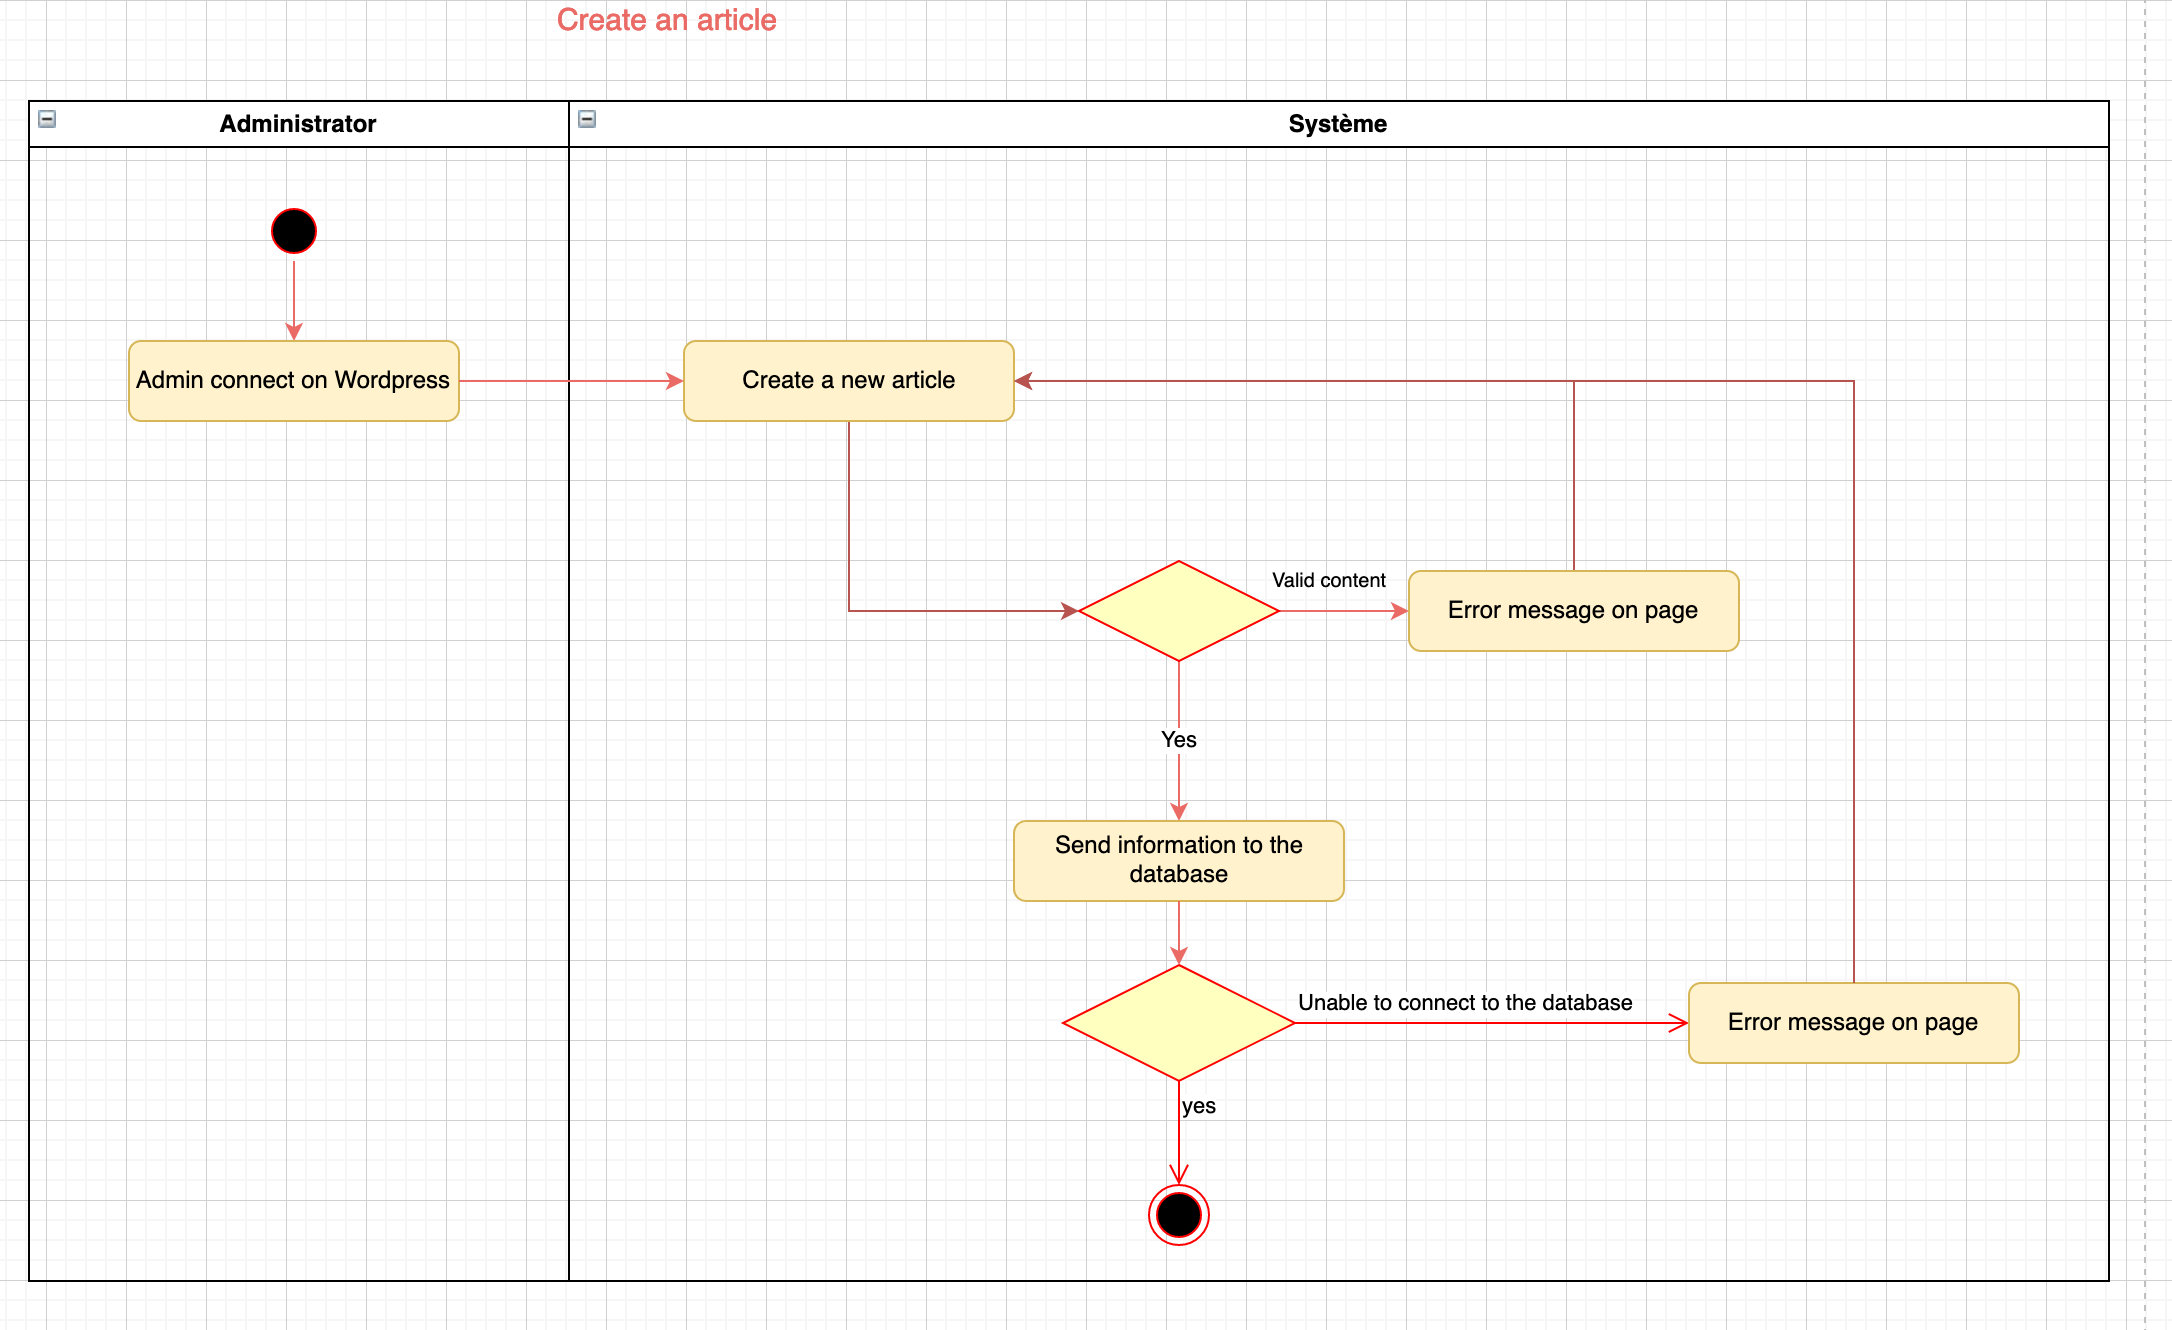 Create an article
Administrator
Système
Admin connect on Wordpress
Create a new article
Valid content
Error message on page
Yes
Send information to the
database
Unable to connect to the database
Error message on page
yes